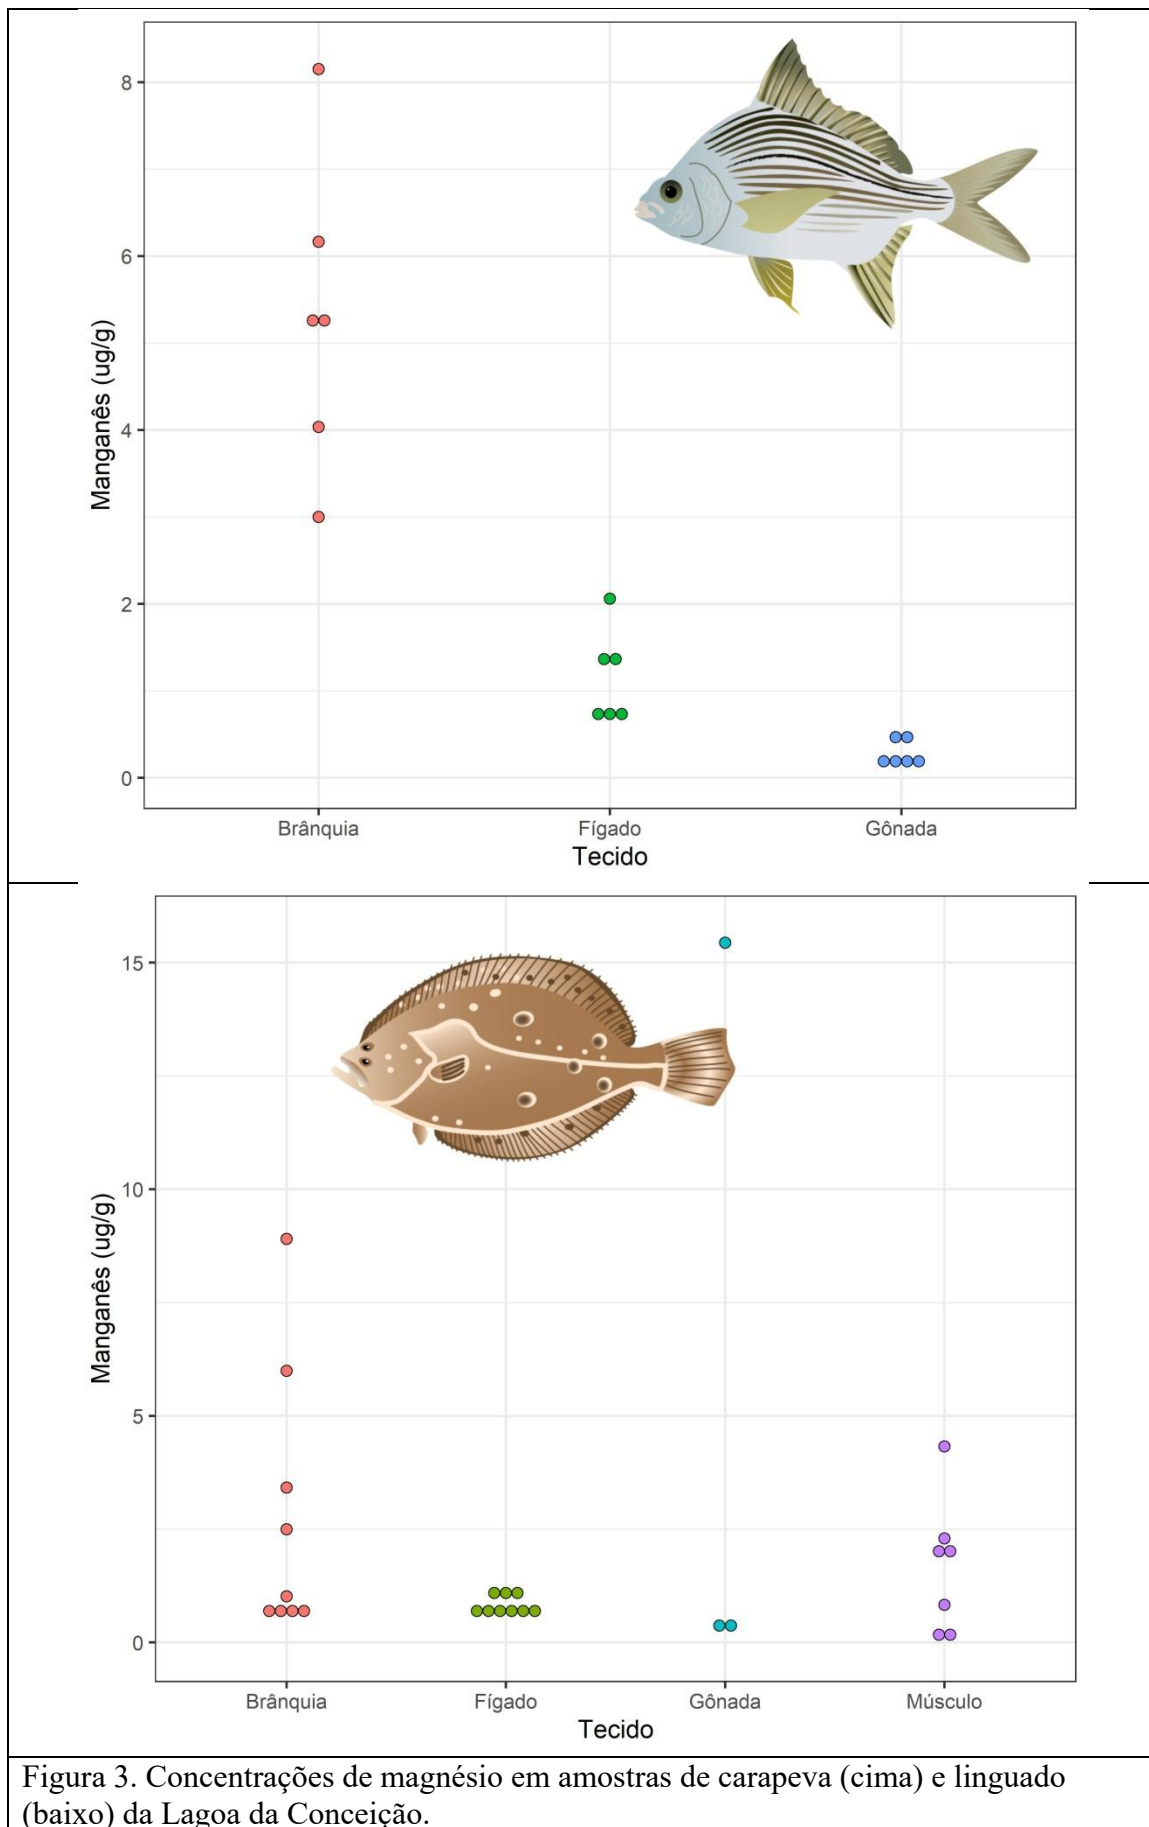 8
6
4
2
0
Manganês (ug/g)
Brânquia Fígado Gônada
Tecido
15
10
5
0
Manganês (ug/g)
Brânquia Fígado Gônada Músculo
Tecido
Figura 3. Concentrações de magnésio em amostras de carapeva (cima) e linguado
(baixo) da Lagoa da Conceição.